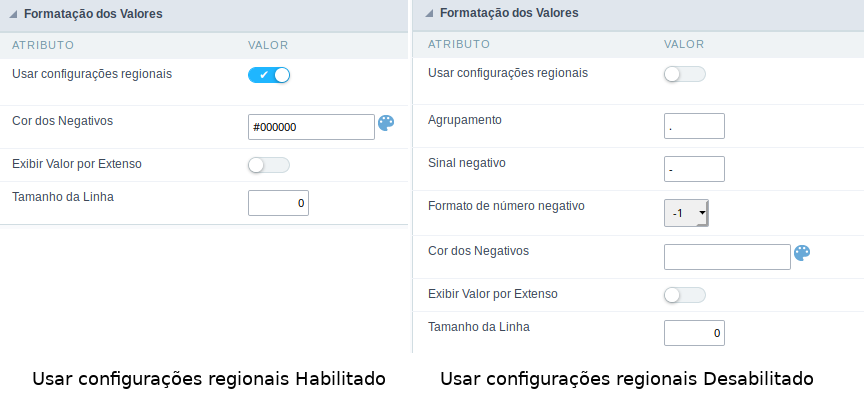 Formatação dos Valores
ATRIBUTO VALOR
Usar configurações regionais
Cor dos Negativos #000000
Exibir Valor por Extenso
Tamanho da Linha 0
Usar configurações regionais Habilitado
Formatação dos Valores
ATRIBUTO VALOR
Usar configurações regionais
Agrupamento .
Sinal negativo -
Formato de número negativo -1
Cor dos Negativos
Exibir Valor por Extenso
Tamanho da Linha 0
Usar configurações regionais Desabilitado